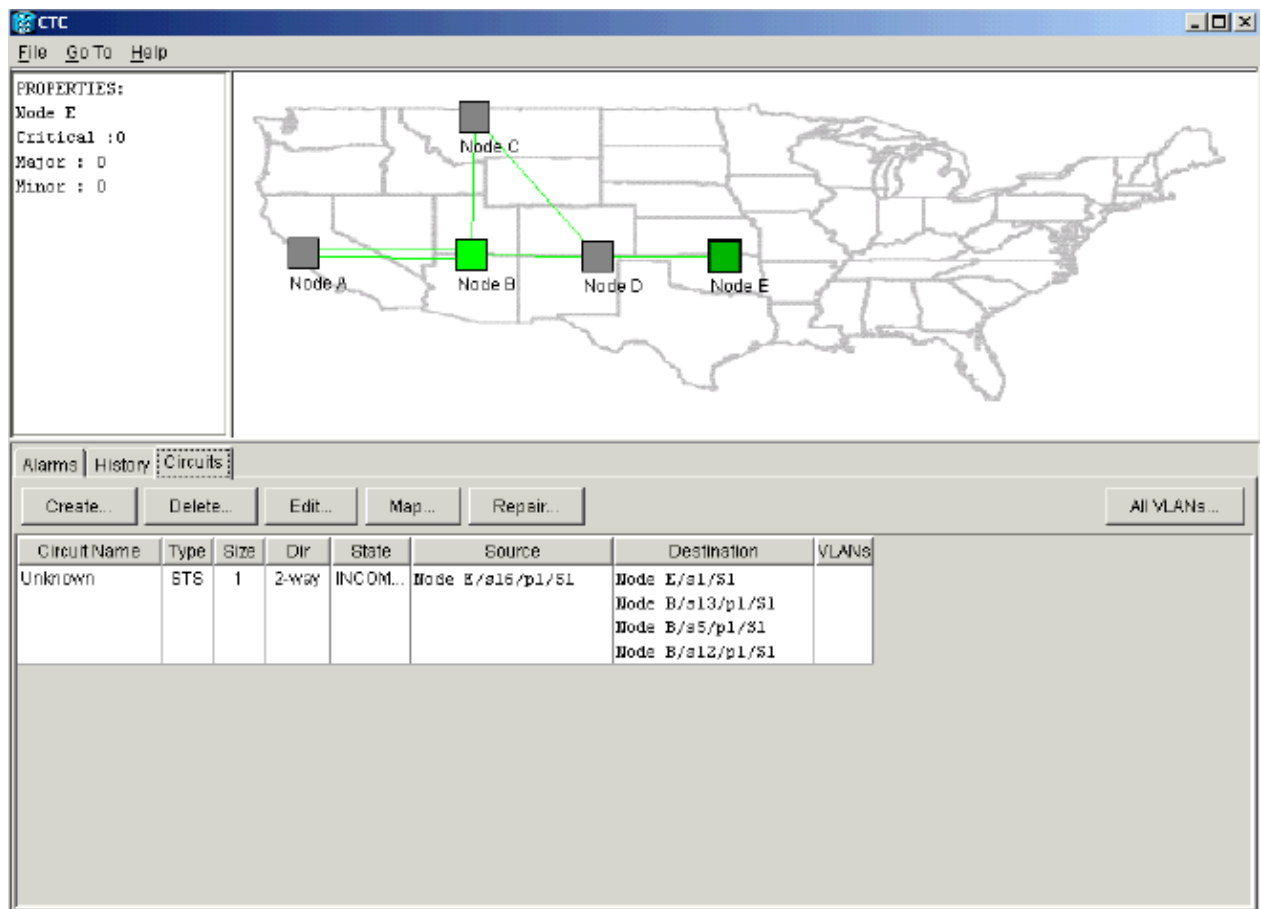 CTC
File Go To Help
PROPERTIES:
Node E
Critical :0
Major : 0
Minor : 0
Node C
Node A
Node B
Node D
Node E
Alarms History Circuits
Create... Delete... Edit... Map... Repair... All VLANs...
Circuit Name Type Size Dir State Source Destination VLANs
Unknown STS 1 2-way INCOM... Node E/s16/p1/S1 Node E/s1/S1
Node B/s13/p1/S1
Node B/s5/p1/S1
Node B/s12/p1/S1